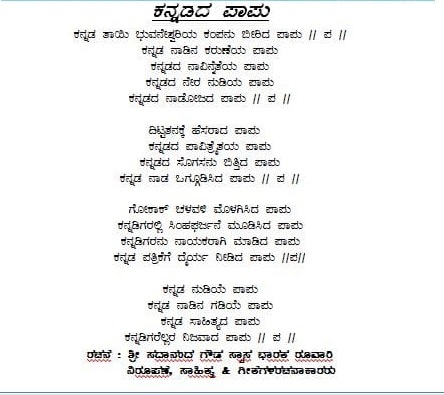 ಕನ್ನಡದ ಪಾಪು
ಕನ್ನಡ ತಾಯಿ ಭುವನೇಶ್ವರಿಯ ಕಂಪನು ಬೀರಿದ ಪಾಪು // ಪ //
ಕನ್ನಡ ನಾಡಿನ ಕರುಣೆಯ ಪಾಪು
ಕನ್ನಡದ ನಾವಿನ್ಯತೆಯ ಪಾಪು
ಕನ್ನಡದ ನೇರ ನುಡಿಯ ಪಾಪು
ಕನ್ನಡದ ನಾಡೋಜದ ಪಾಪು // ಪ //
ದಿಟ್ಟತನಕ್ಕೆ ಹೆಸರಾದ ಪಾಪು
ಕನ್ನಡದ ಪಾವಿತ್ರ್ಯತೆಯ ಪಾಪು
ಕನ್ನಡದ ಸೊಗಸನು ಬಿತ್ತಿದ ಪಾಪು
ಕನ್ನಡ ನಾಡ ಒಗ್ಗೂಡಿಸಿದ ಪಾಪು // ಪ //
ಗೋಕಾಕ್ ಚಳವಳಿ ಮೊಳಗಿಸಿದ ಪಾಪು
ಕನ್ನಡಿಗರಲ್ಲಿ ಸಿಂಹಘರ್ಜನೆ ಮೂಡಿಸಿದ ಪಾಪು
ಕನ್ನಡಿಗರನು ನಾಯಕರಾಗಿ ಮಾಡಿದ ಪಾಪು
ಕನ್ನಡ ಪತ್ರಿಕೆಗೆ ಧೈರ್ಯ ನೀಡಿದ ಪಾಪು //ಪ//
ಕನ್ನಡ ನುಡಿಯೆ ಪಾಪು
ಕನ್ನಡ ನಾಡಿನ ಗಡಿಯೆ ಪಾಪು
ಕನ್ನಡ ಸಾಹಿತ್ಯದ ಪಾಪು
ಕನ್ನಡಿಗರೆಲ್ಲರ ನಿಜವಾದ ಪಾಪು // ಪ //
ರಚನೆ : ಶ್ರೀ ಸದಾನಂದ ಗೌಡ ಭಾರತ ರೂವಾರಿ
ಸಾಹಿತ್ಯ & ಗೀತೆಗಳರಚನಾಕಾರರು